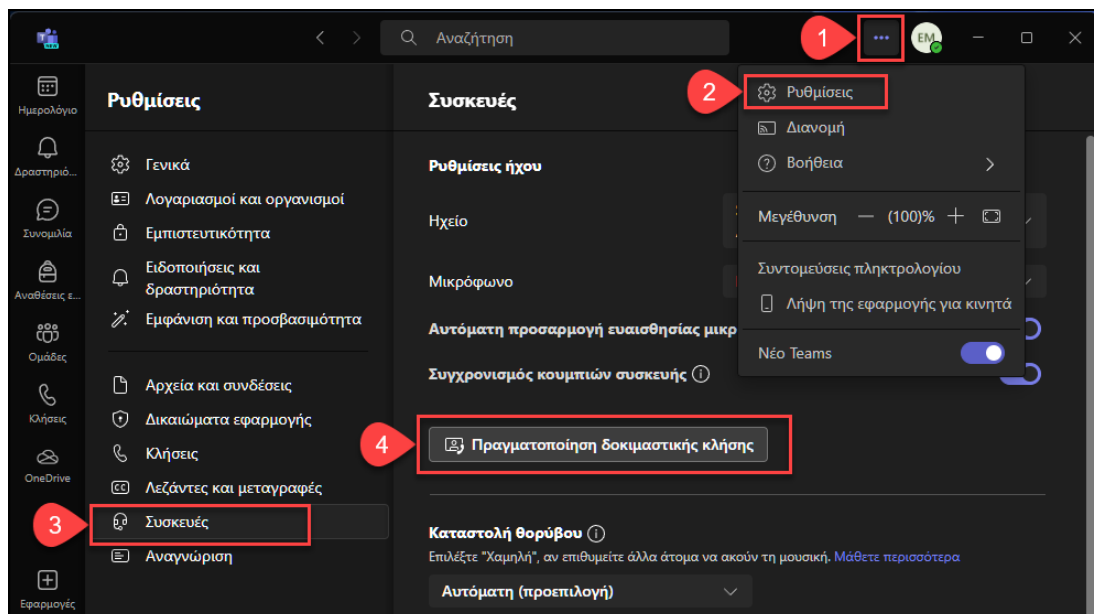 NEW
Αναζήτηση
1
EM
Ημερολόγιο
Δραστηριό...
Συνομιλία
Αναθέσεις ε...
Ομάδες
Κλήσεις
OneDrive
Εφαρμογές
Ρυθμίσεις
Γενικά
Λογαριασμοί και οργανισμοί
Εμπιστευτικότητα
Ειδοποιήσεις και
δραστηριότητα
Εμφάνιση και προσβασιμότητα
Αρχεία και συνδέσεις
Δικαιώματα εφαρμογής
Κλήσεις
Λεζάντες και μεταγραφές
3
Συσκευές
Αναγνώριση
Συσκευές
Ρυθμίσεις ήχου
Ηχείο
Μικρόφωνο
Αυτόματη προσαρμογή ευαισθησίας μικρ
Συγχρονισμός κουμπιών συσκευής
4
Πραγματοποίηση δοκιμαστικής κλήσης
Καταστολή θορύβου
Επιλέξτε "Χαμηλή", αν επιθυμείτε άλλα άτομα να ακούν τη μουσική. Μάθετε περισσότερα
Αυτόματη (προεπιλογή)
2
Ρυθμίσεις
Διανομή
Βοήθεια
Μεγέθυνση — (100)% +
Συντομεύσεις πληκτρολογίου
Λήψη της εφαρμογής για κινητά
Νέο Teams